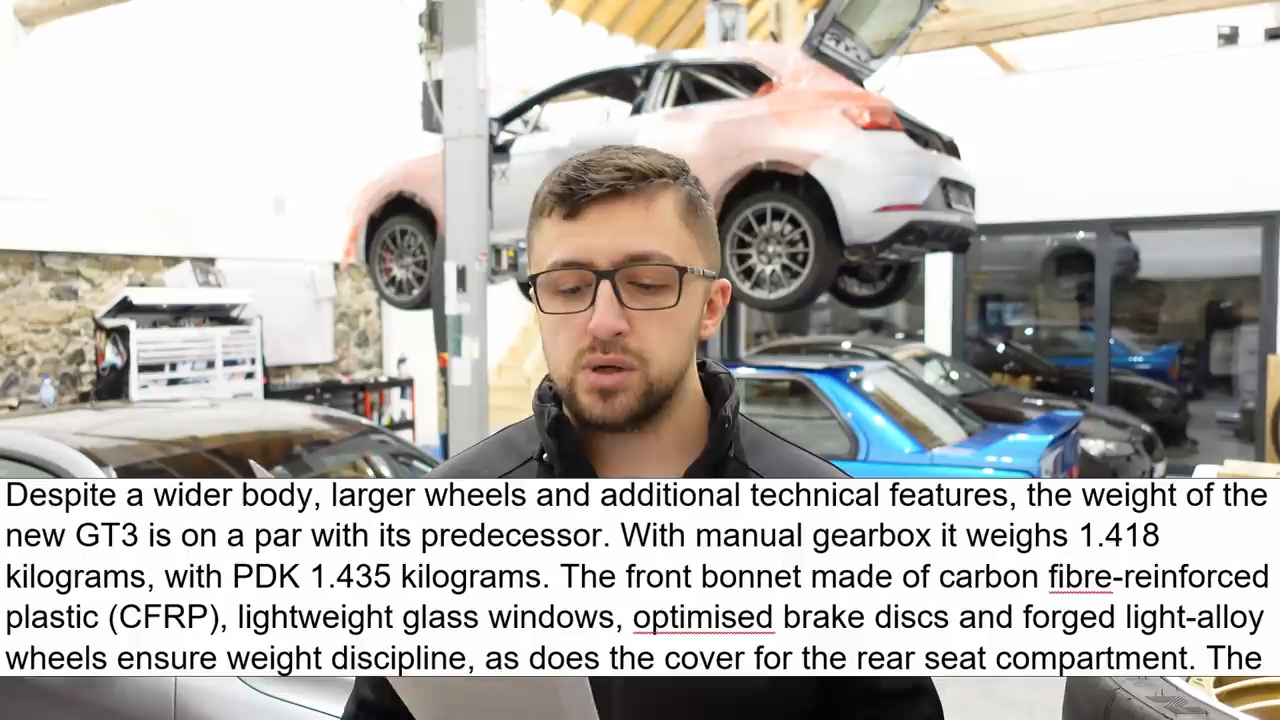 Despite a wider body, larger wheels and additional technical features, the weight of the
new GT3 is on a par with its predecessor. With manual gearbox it weighs 1.418
kilograms, with PDK 1.435 kilograms. The front bonnet made of carbon fibre-reinforced
plastic (CFRP), lightweight glass windows, optimised brake discs and forged light-alloy
wheels ensure weight discipline, as does the cover for the rear seat compartment. The